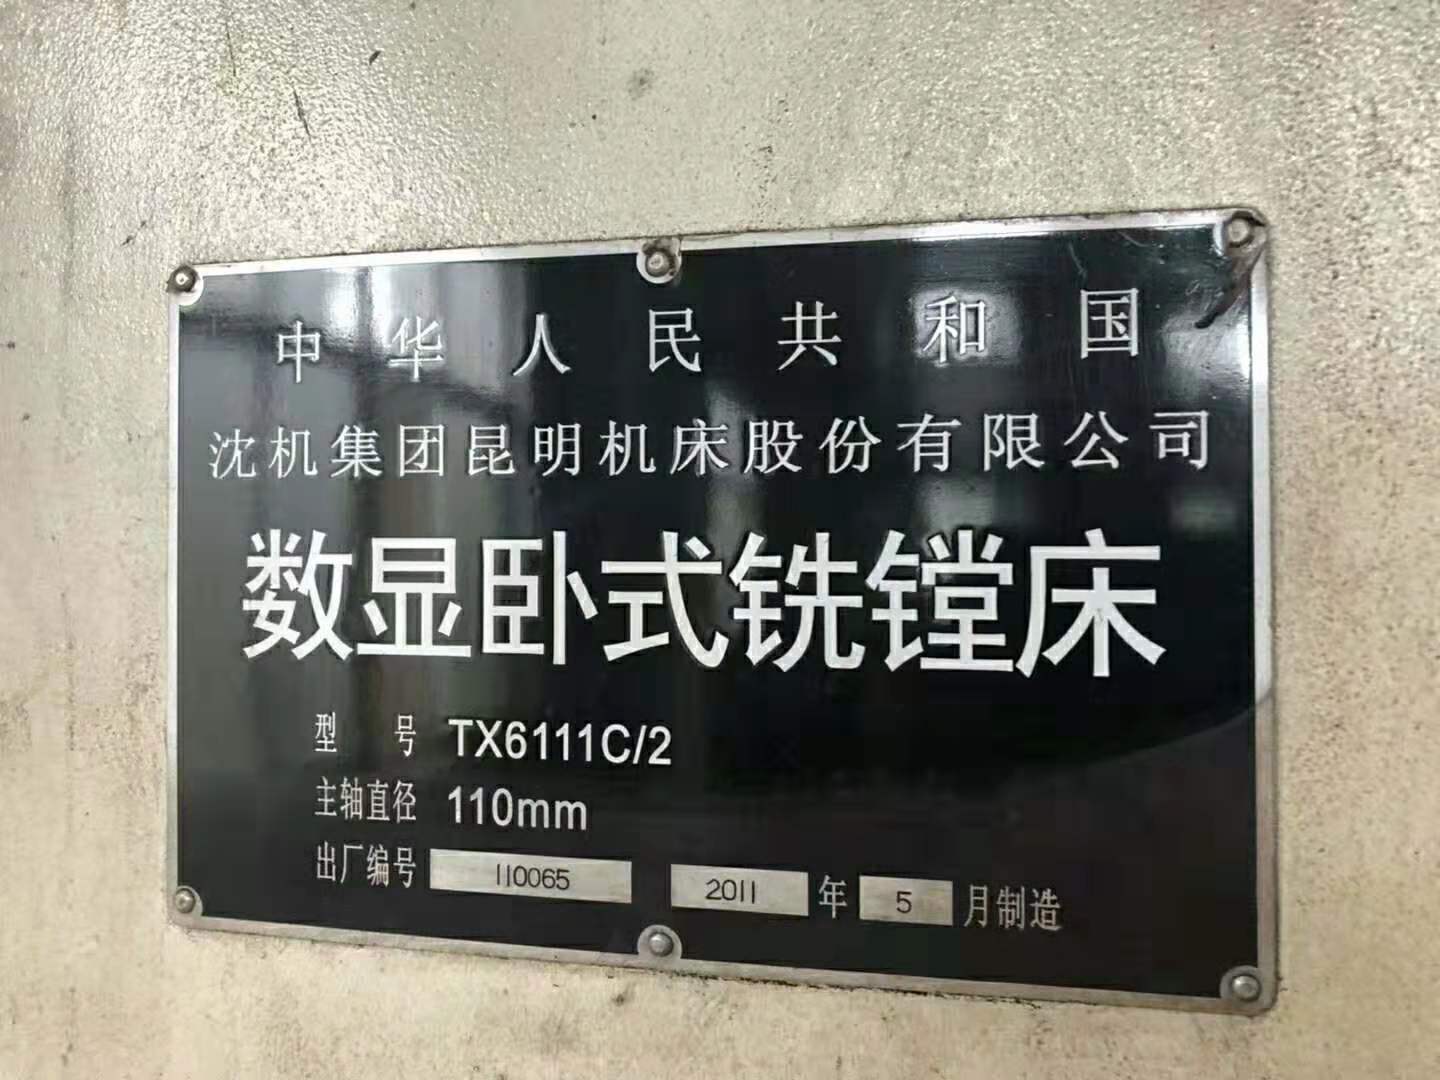 中华人民共和国
沈机集团昆明机床股份有限公司
数显卧式铣镗床
型 号 TX6111C/2
主轴直径 110mm
出厂编号 110065 2011 年 5 月制造